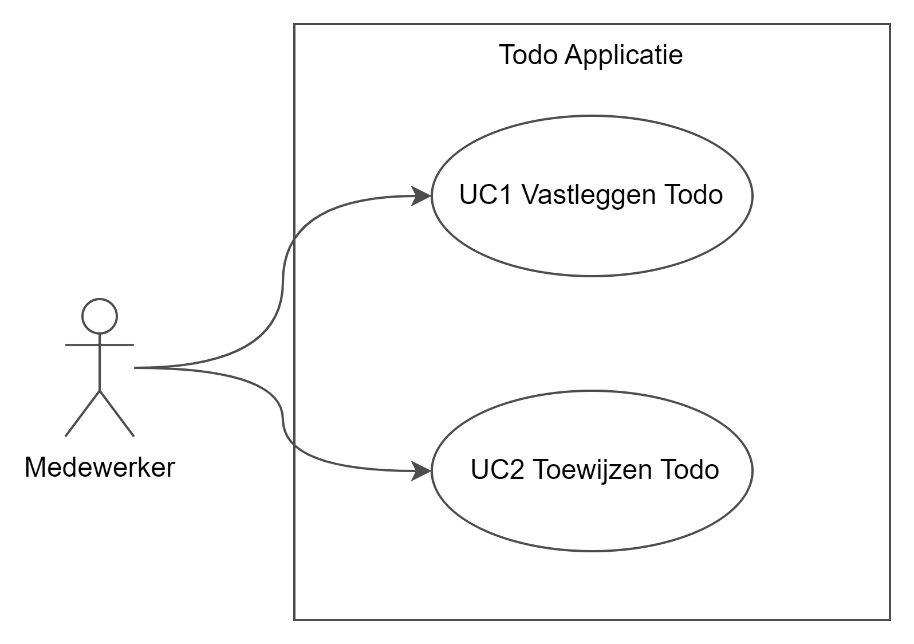 Todo Applicatie
UC1 Vastleggen Todo
Medewerker
UC2 Toewijzen Todo